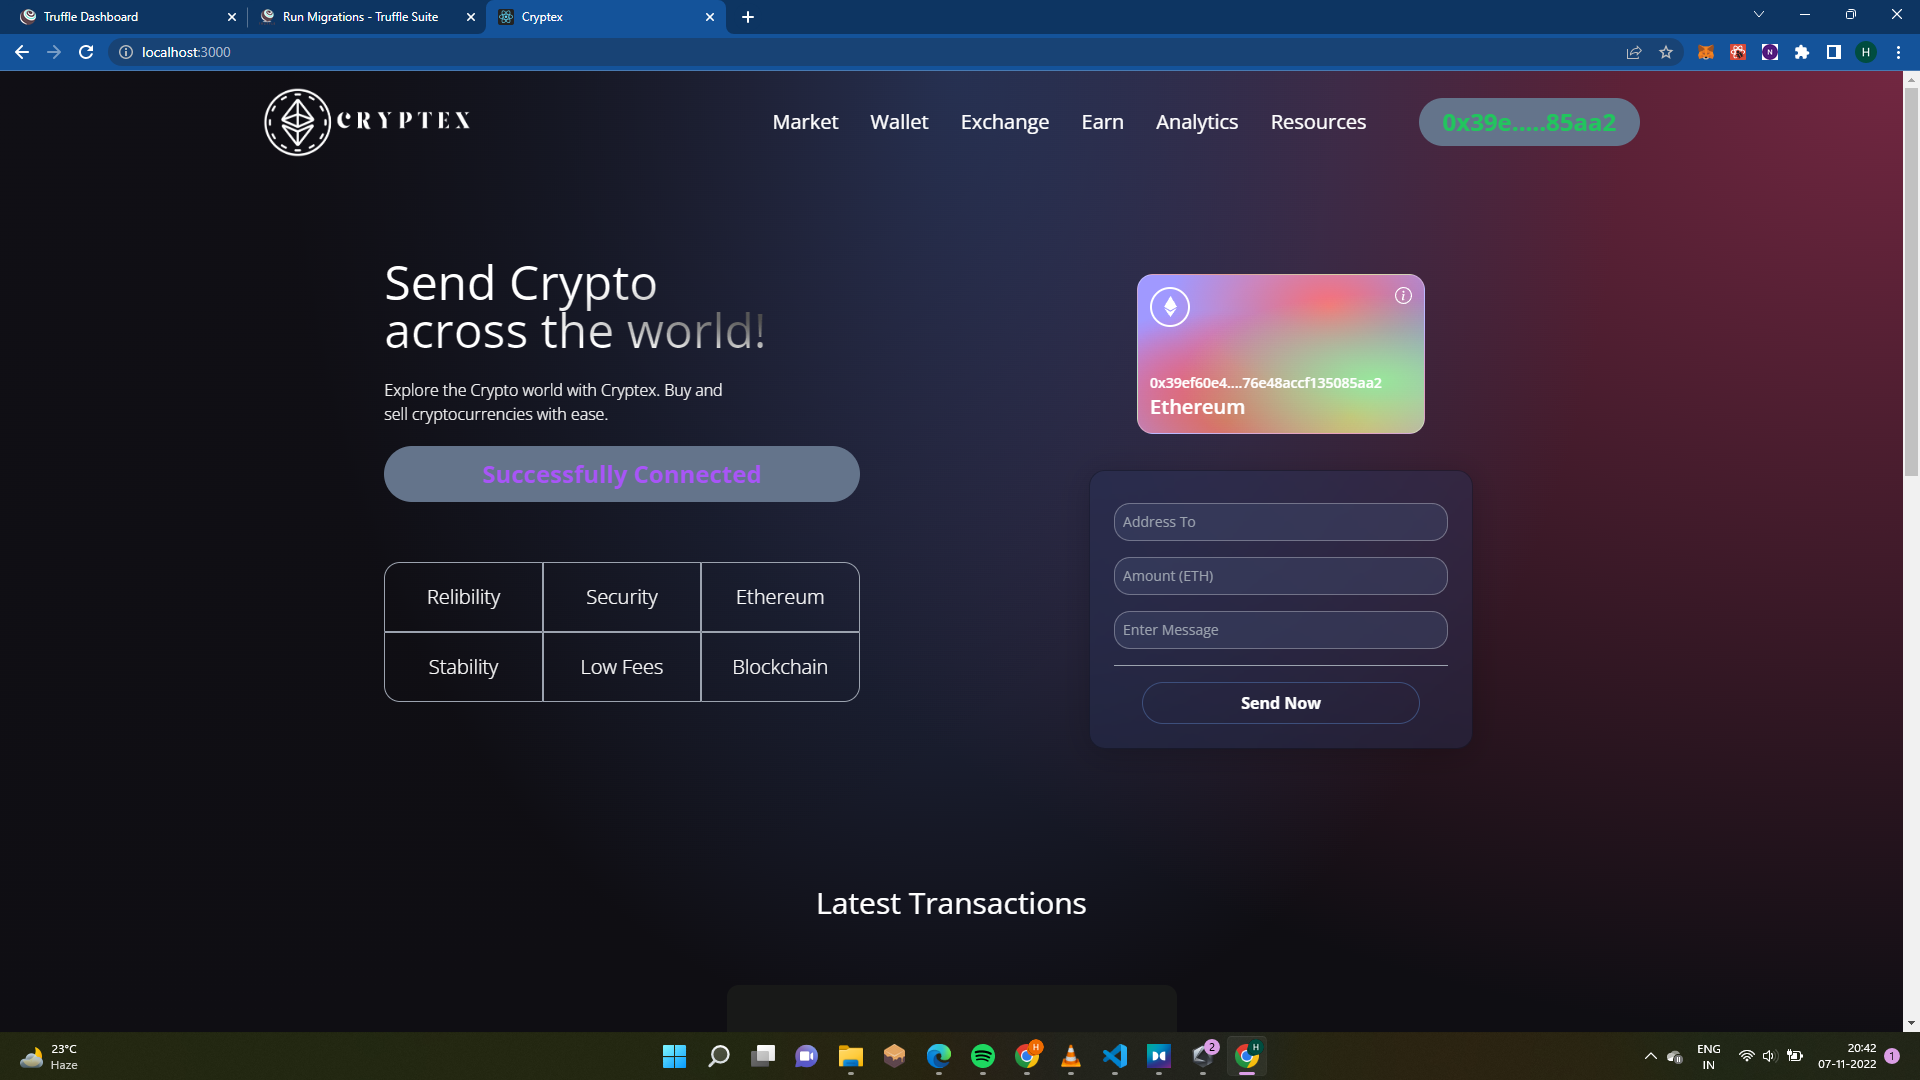 Truffle Dashboard
Run Migrations - Truffle Suite
Cryptex
localhost:3000
H
CRYPTEX
Market
Wallet
Exchange
Earn
Analytics
Resources
0x39e.....85aa2
Send Crypto
across the world!
Explore the Crypto world with Cryptex. Buy and
sell cryptocurrencies with ease.
Successfully Connected
Relibility
Security
Ethereum
Stability
Low Fees
Blockchain
0x39ef60e4....76e48accf135085aa2
Ethereum
Address To
Amount (ETH)
Enter Message
Send Now
Latest Transactions
23°C
Haze
H
2
H
ENG
IN
20:42
07-11-2022
1